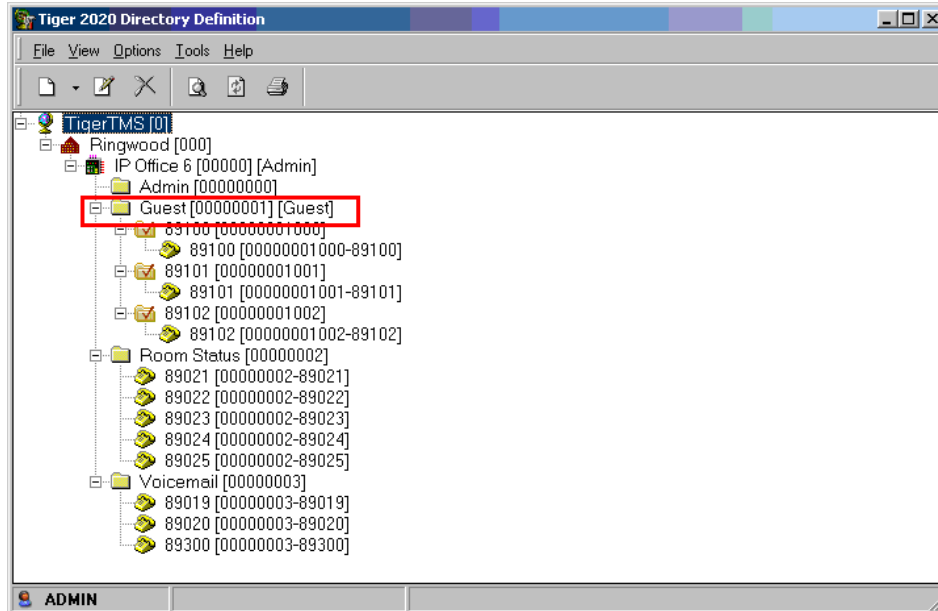 Tiger 2020 Directory Definition
File View Options Tools Help
TigerTMS [0]
Ringwood [000]
IP Office 6 [00000] [Admin]
Admin [00000000]
Guest [00000001] [Guest]
89100 [00000001000]
89100 [00000001000-89100]
89101 [00000001001]
89101 [00000001001-89101]
89102 [00000001002]
89102 [00000001002-89102]
Room Status [00000002]
89021 [00000002-89021]
89022 [00000002-89022]
89023 [00000002-89023]
89024 [00000002-89024]
89025 [00000002-89025]
Voicemail [00000003]
89019 [00000003-89019]
89020 [00000003-89020]
89300 [00000003-89300]
ADMIN